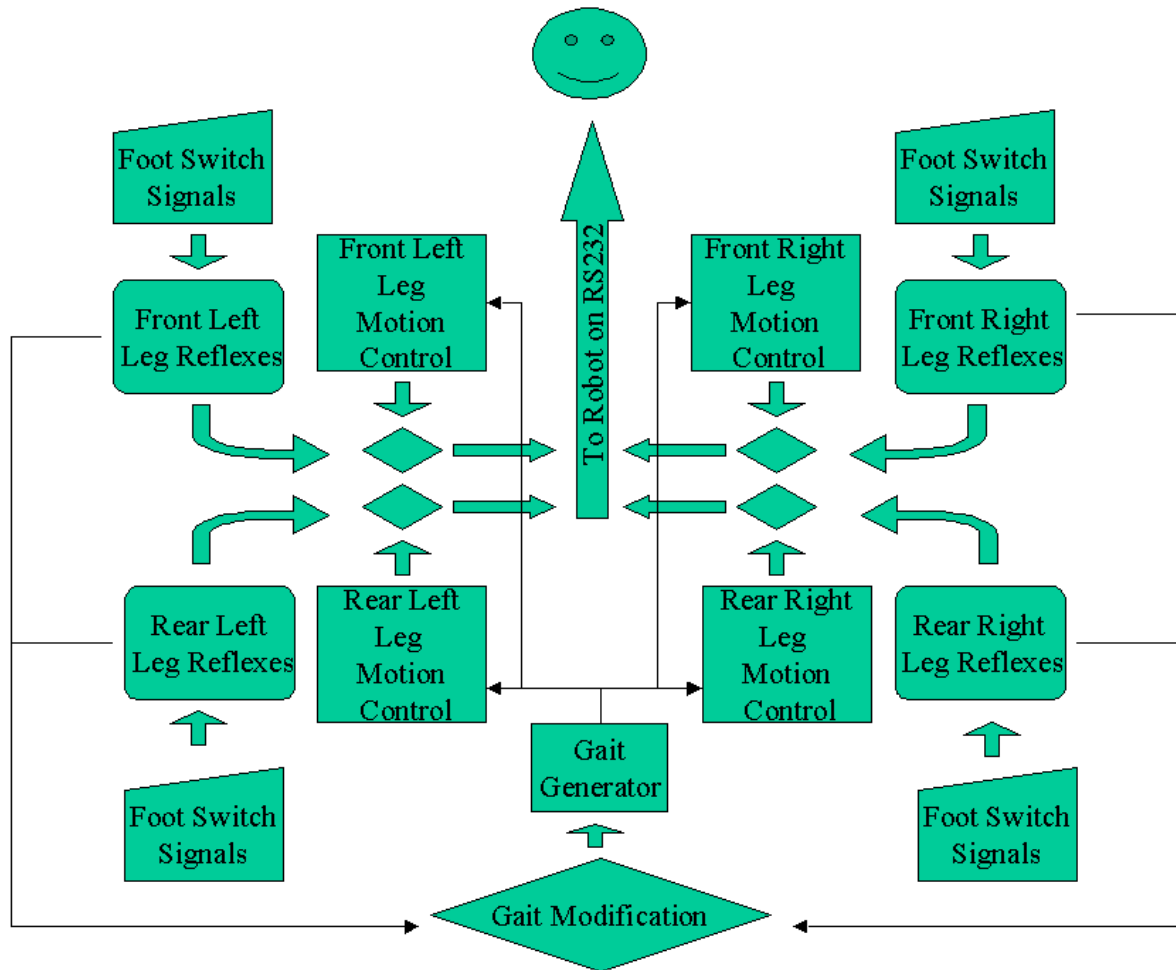 Foot Switch
Signals
Foot Switch
Signals
Front Left
Leg
Motion
Control
To Robot on RS232
Front Right
Leg
Motion
Control
Front Left
Leg Reflexes
Front Right
Leg Reflexes
Rear Left
Leg Reflexes
Rear Left
Leg
Motion
Control
Rear Right
Leg
Motion
Control
Rear Right
Leg Reflexes
Gait
Generator
Foot Switch
Signals
Foot Switch
Signals
Gait Modification